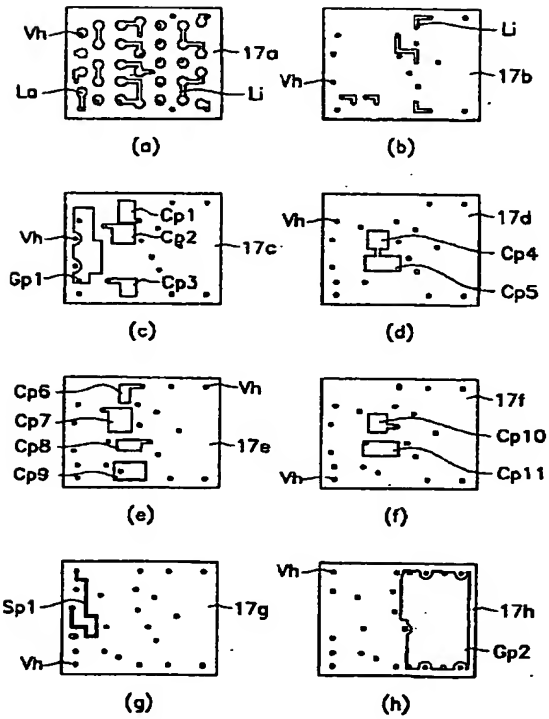 Vh
17a
La
Li
(a)
Li
Vh
17b
(b)
Cp1
Cp2
Vh
17c
Gp1
Cp3
(c)
Vh
17d
Cp4
Cp5
(d)
Cp6
Vh
Cp7
Cp8
17e
Cp9
(e)
17f
Cp10
Cp11
Vh
(f)
Sp1
17g
Vh
(g)
Vh
17h
Gp2
(h)